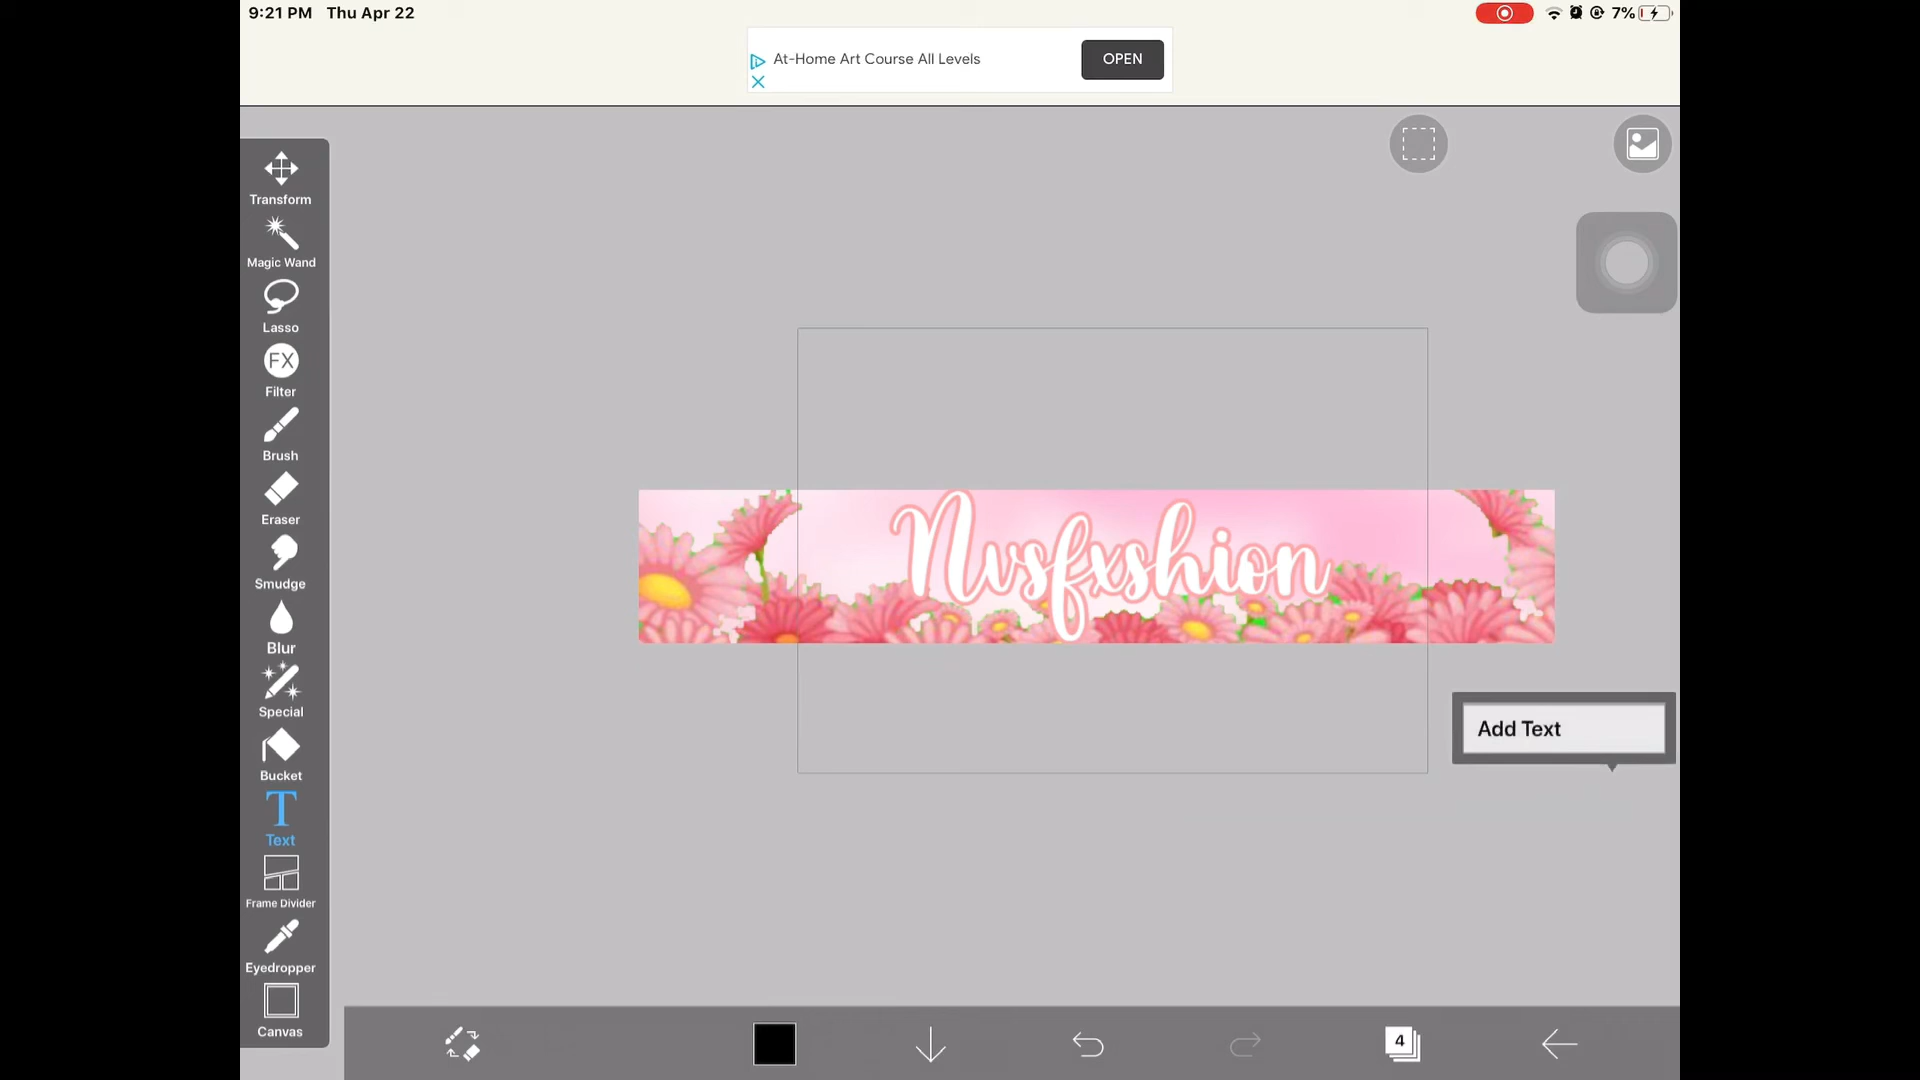 9:21 PM Thu Apr 22
7%
At-Home Art Course All Levels
OPEN
Transform
Magic Wand
Lasso
FX
Filter
Brush
Eraser
Smudge
Blur
Special
Bucket
T
Text
Frame Divider
Eyedropper
Canvas
Nvsfxshion
Add Text
4